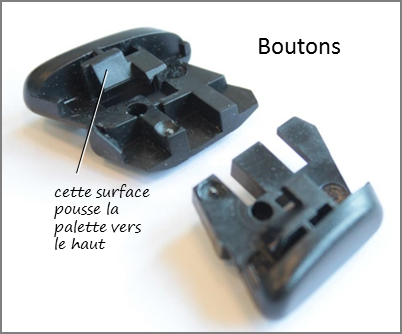 Boutons
cette surface
pousse la
palette vers
le haut